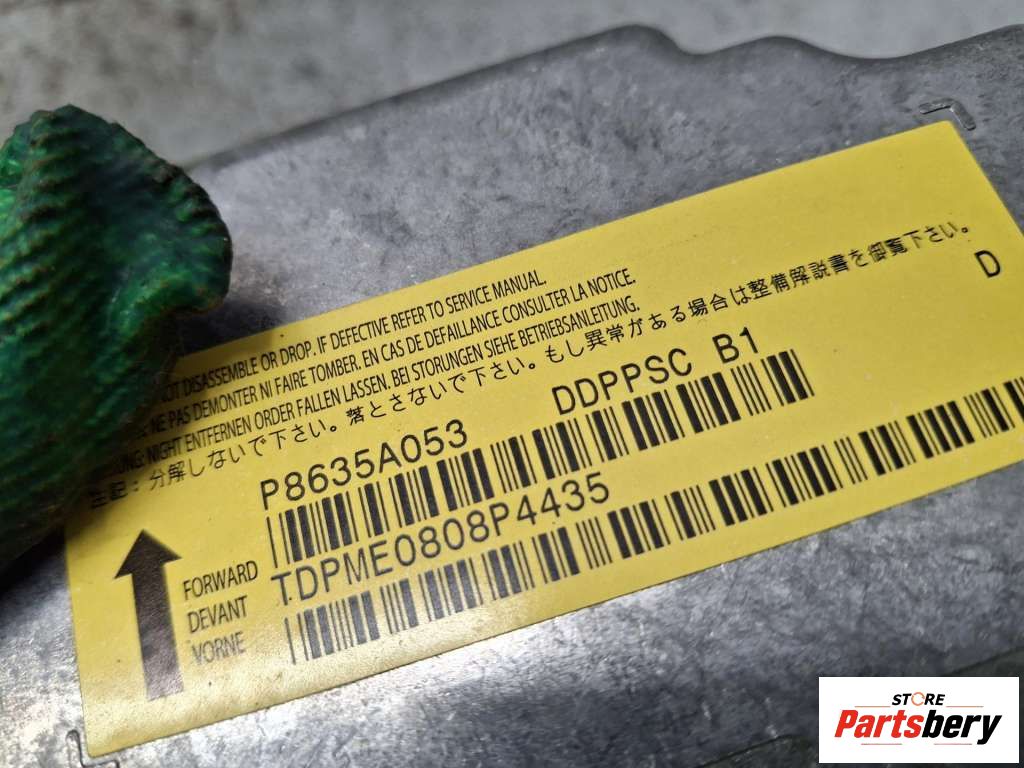 NOT DISASSEMBLE OR DROP. IF DEFECTIVE REFER TO SERVICE MANUAL.
NE PAS DEMONTER NI FAIRE TOMBER. EN CAS DE DEFAILLANCE CONSULTER LA NOTICE.
NIGHT ENTFERNEN ORDER FALLEN LASSEN. BEI STORUNGEN SIEHE BETRIEBSANLEITUNG.
注記：分解しないで下さい。落とさないで下さい。もし異常がある場合は整備解説書を御覧下さい。
P8635A053 DDPPSC B1 D
TDPME0808P4435
FORWARD
DEVANT
VORNE
STORE
Partsbery